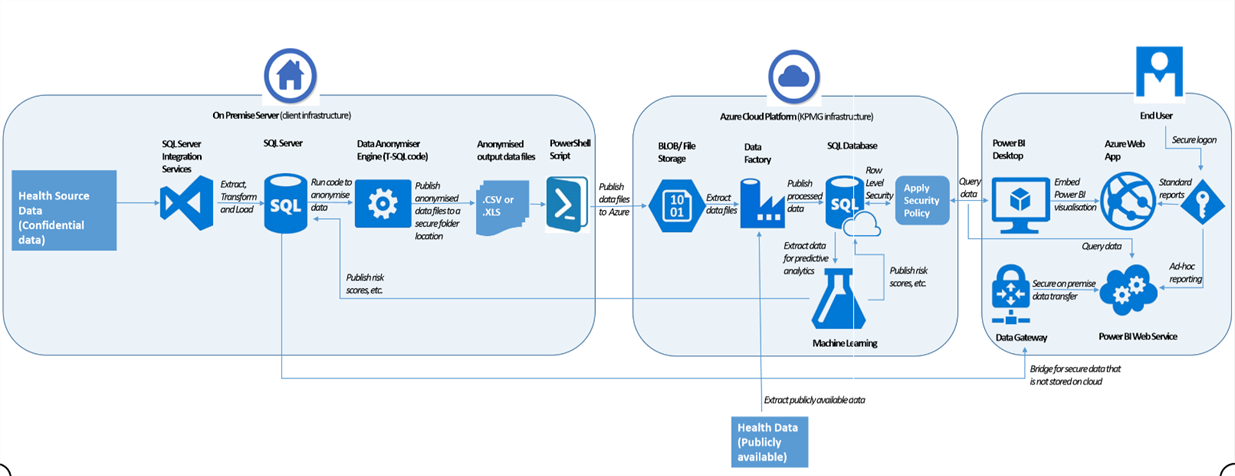 On Premise Server (client infrastructure)
Health Source
Data
(Confidential
data)
SQL Server
Integration
Services
Extract,
Transform
and Load
SQL Server
SQL
Run code to
anonymise
data
Data Anonymiser
Engine (T-SQL code)
Publish
anonymised
data files to a
secure folder
location
Anonymised
output data files
.CSV or
.XLS
PowerShell
Script
Publish risk
scores, etc.
Publish
data files
to Azure
Azure Cloud Platform (KPMG infrastructure)
BLOB/ File
Storage
10
01
Extract
data files
Data
Factory
Publish
processed
data
SQL Database
SQL
Row
Level
Security
Apply
Security
Policy
Extract data
for predictive
analytics
Publish risk
scores, etc.
Machine Learning
Extract publicly available data
Health Data
(Publicly
available)
Query
data
End User
Secure logon
Power BI
Desktop
Embed
Power BI
visualisation
Azure Web
App
Standard
reports
Query data
Ad-hoc
reporting
Secure on premise
data transfer
Data Gateway
Power BI Web Service
Bridge for secure data that
is not stored on cloud